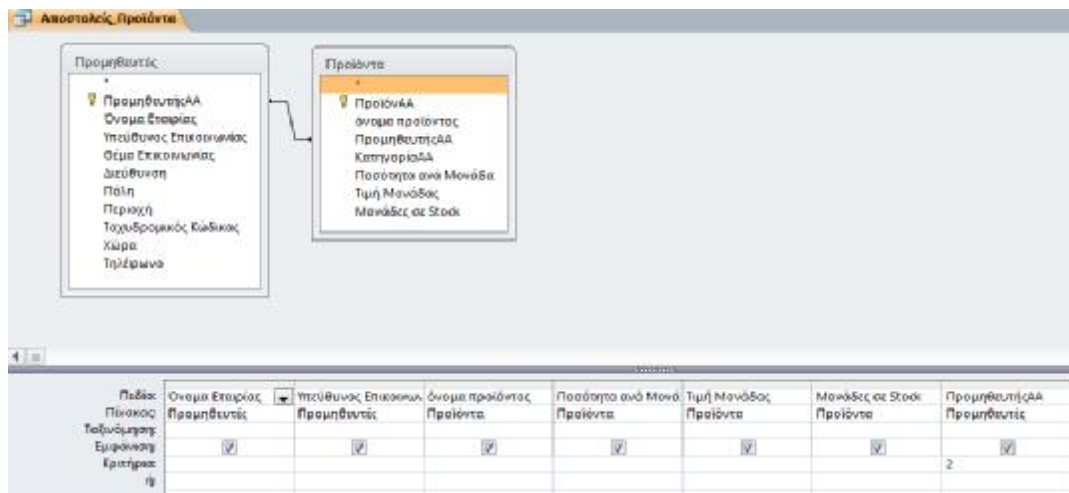 Αποστολείς_Προϊόντα
Προμηθευτές
*
ΠρομηθευτήςΑΑ
Όνομα Εταιρίας
Υπεύθυνος Επικοινωνίας
Θέμα Επικοινωνίας
Διεύθυνση
Πόλη
Περιοχή
Ταχυδρομικός Κώδικας
Χώρα
Τηλέφωνο
Προϊόντα
*
ΠροϊόνΑΑ
όνομα προϊόντος
ΠρομηθευτήςΑΑ
ΚατηγορίαΑΑ
Ποσότητα ανά Μονάδα
Τιμή Μονάδας
Μονάδες σε Stock
Πεδίο: Όνομα Εταιρίας Υπεύθυνος Επικοινων όνομα προϊόντος Ποσότητα ανά Μονά Τιμή Μονάδας Μονάδες σε Stock ΠρομηθευτήςΑΑ
Πίνακας: Προμηθευτές Προμηθευτές Προϊόντα Προϊόντα Προϊόντα Προϊόντα Προμηθευτές
Ταξινόμηση:
Εμφάνιση:
Κριτήρια: 2
ή: